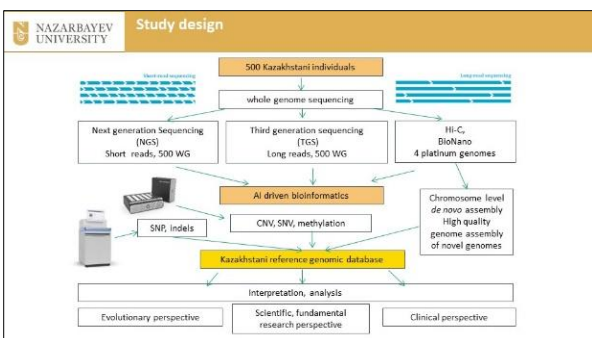 NAZARBAYEV
UNIVERSITY
Study design
Short-read sequencing
Long-read sequencing
500 Kazakhstani individuals
whole genome sequencing
Next generation Sequencing
(NGS)
Short reads, 500 WG
Third generation sequencing
(TGS)
Long reads, 500 WG
Hi-C,
BioNano
4 platinum genomes
AI driven bioinformatics
Chromosome level
de novo assembly
High quality
genome assembly
of novel genomes
CNV, SNV, methylation
SNP, indels
Kazakhstani reference genomic database
Interpretation, analysis
Evolutionary perspective
Scientific, fundamental
research perspective
Clinical perspective